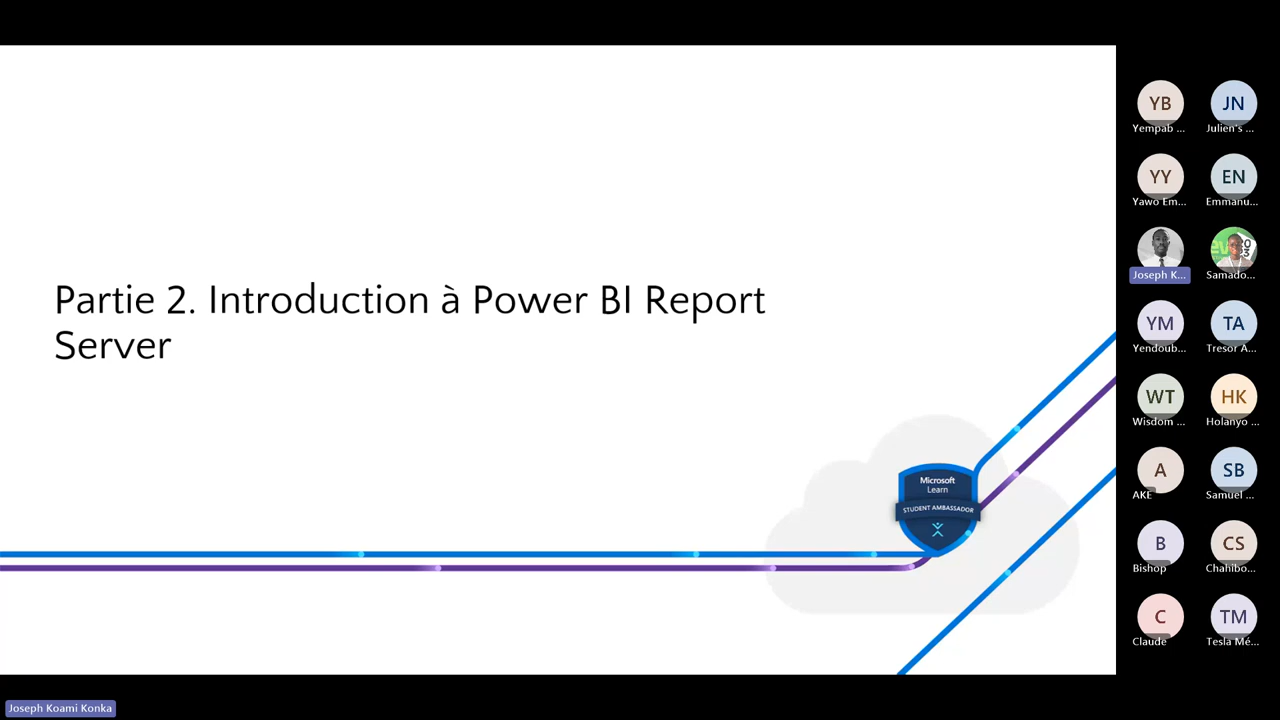 Partie 2. Introduction à Power BI Report
Server
Microsoft
Learn
STUDENT AMBASSADOR
YB
JN
Yempab ...
Julien's ...
YY
EN
Yawo Em...
Emmanu...
Joseph K...
Samado...
YM
TA
Yendoub...
Tresor A...
WT
HK
Wisdom ...
Holanyo ...
A
SB
AKE
Samuel ...
B
CS
Bishop
Chahibo...
C
TM
Claude
Tesla Mé...
Joseph Koami Konka